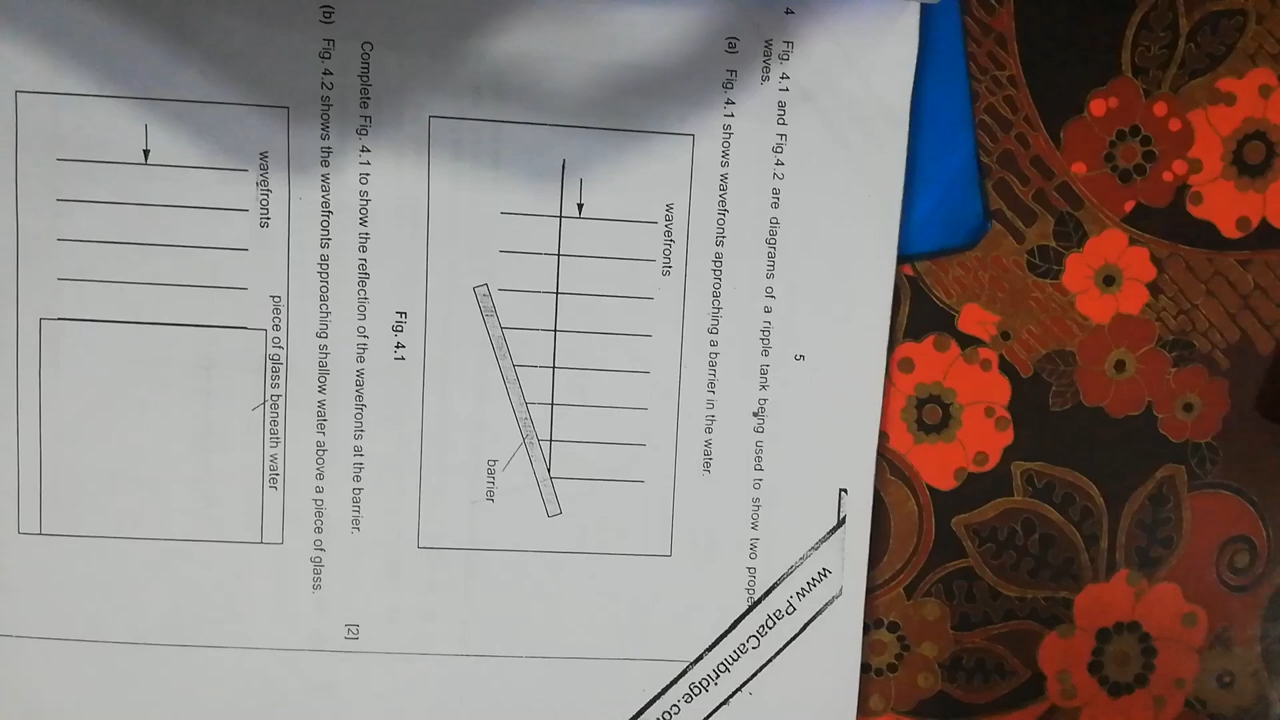 5
4 Fig. 4.1 and Fig.4.2 are diagrams of a ripple tank being used to show two prope
waves.
(a) Fig. 4.1 shows wavefronts approaching a barrier in the water.
wavefronts
barrier
Fig. 4.1
Complete Fig. 4.1 to show the reflection of the wavefronts at the barrier.
[2]
(b) Fig. 4.2 shows the wavefronts approaching shallow water above a piece of glass.
wavefronts
piece of glass beneath water
www.PapaCambridge.co